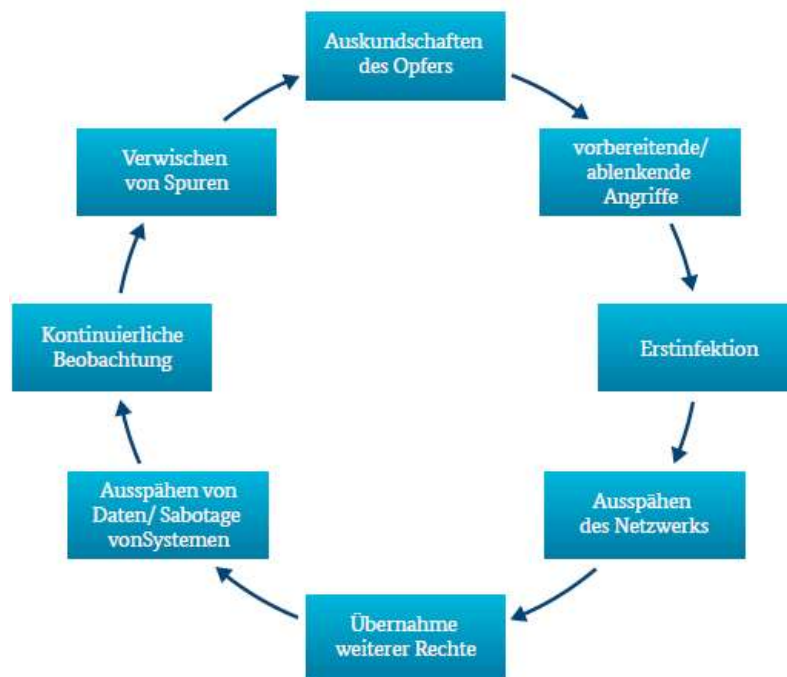 Auskundschaften
des Opfers
vorbereitende/
ablenkende
Angriffe
Erstinfektion
Ausspähen
des Netzwerks
Übernahme
weiterer Rechte
Ausspähen von
Daten/ Sabotage
vonSystemen
Kontinuierliche
Beobachtung
Verwischen
von Spuren